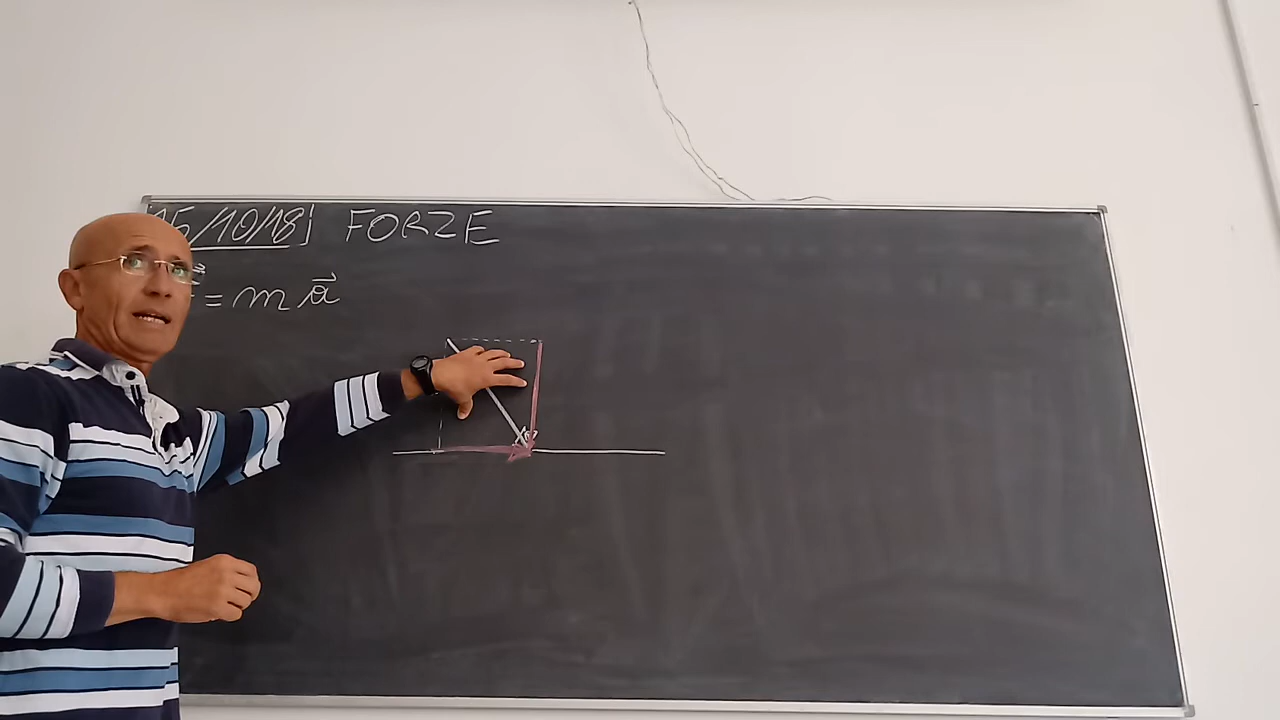 15/10/18] FORZE
= m a⃗